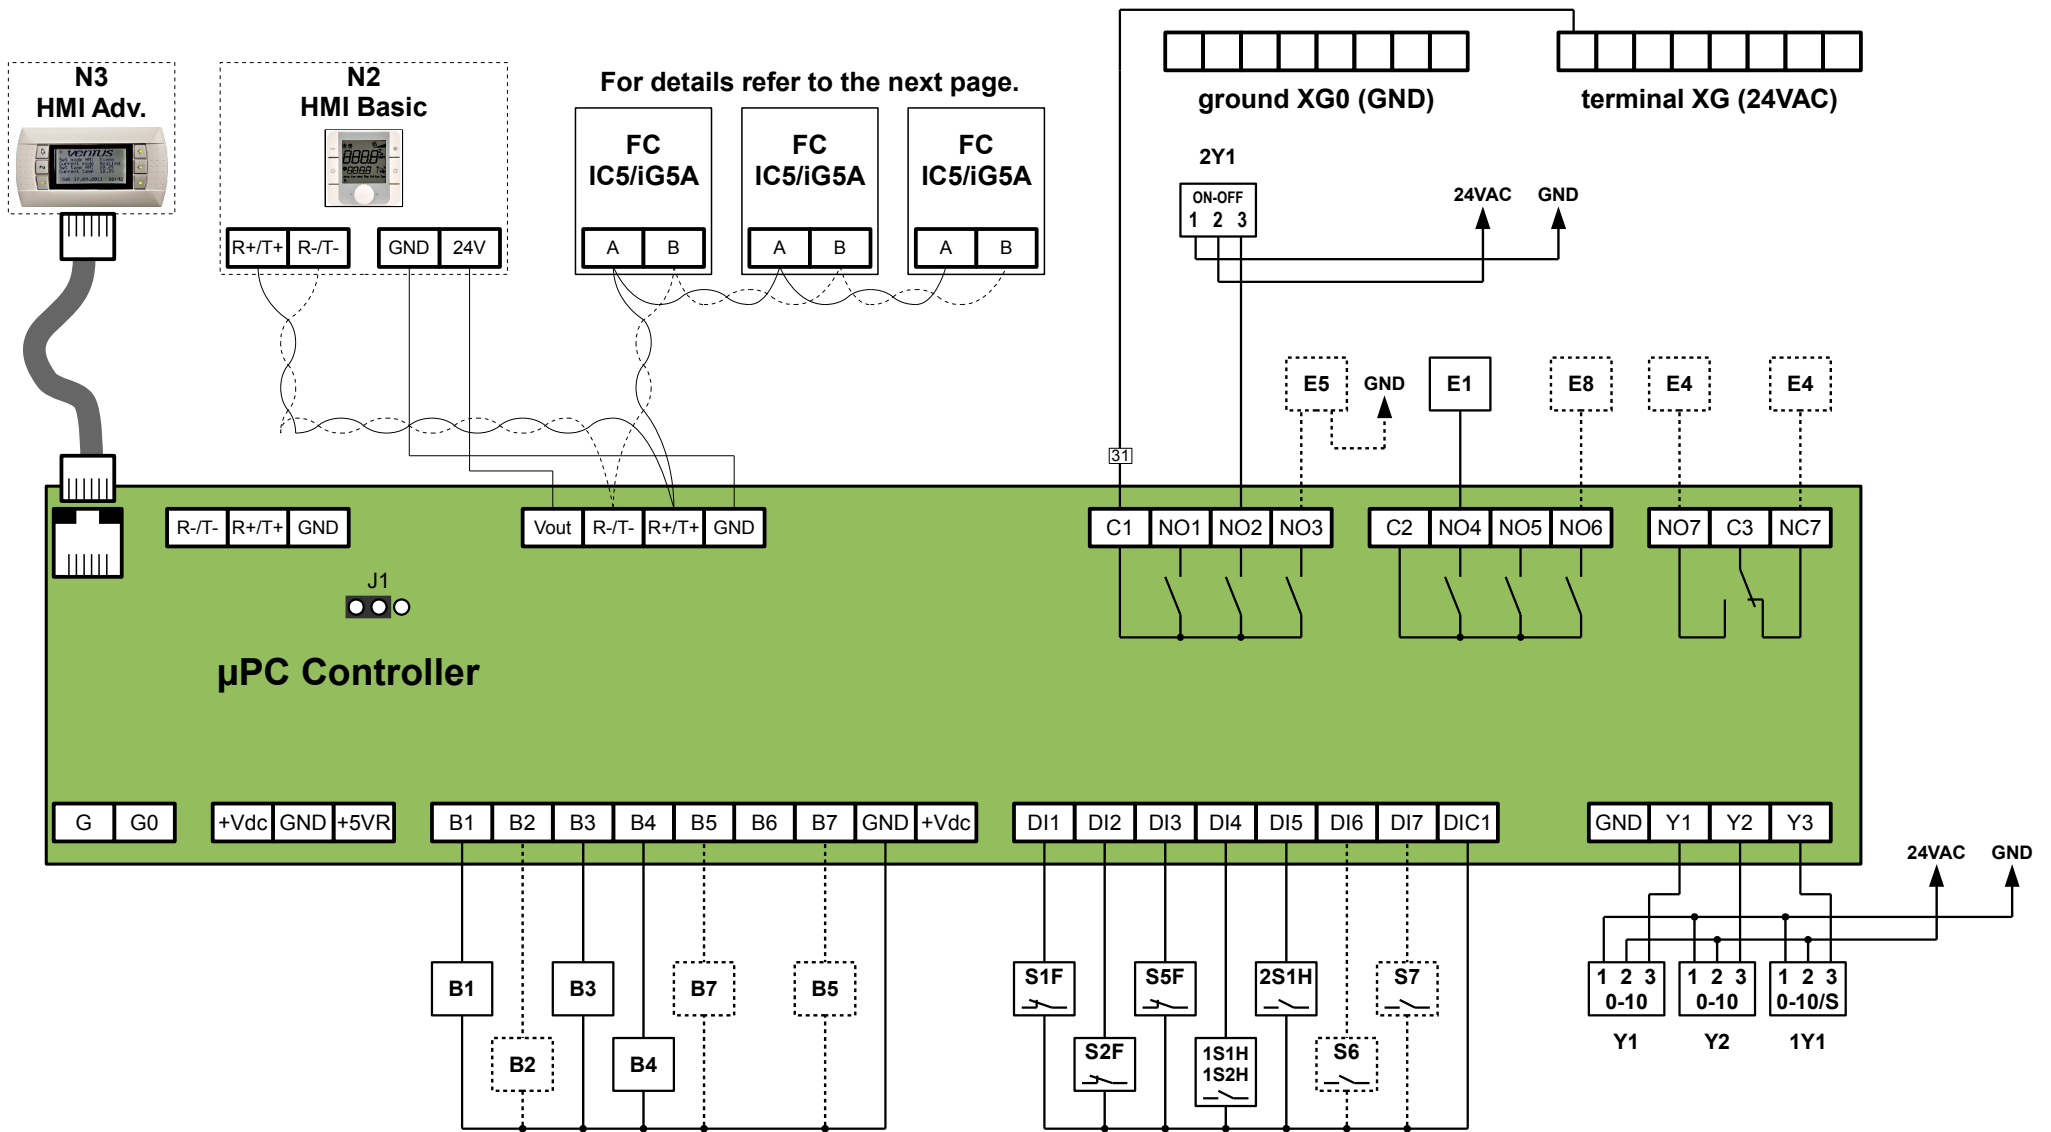 ground XG0 (GND)
terminal XG (24VAC)
N3
HMI Adv.
VENTUS
N2
HMI Basic
For details refer to the next page.
FC
IC5/iG5A
FC
IC5/iG5A
FC
IC5/iG5A
R+/T+ R-/T- GND 24V
A B
A B
A B
2Y1
ON-OFF
1 2 3
24VAC GND
E5 GND E1 E8 E4 E4
31
R-/T- R+/T+ GND
Vout R-/T- R+/T+ GND
C1 NO1 NO2 NO3
C2 NO4 NO5 NO6
NO7 C3 NC7
J1
µPC Controller
G G0
+Vdc GND +5VR
B1 B2 B3 B4 B5 B6 B7 GND +Vdc
DI1 DI2 DI3 DI4 DI5 DI6 DI7 DIC1
GND Y1 Y2 Y3
24VAC GND
B1 B3 B7 B5
B2 B4
S1F S5F 2S1H S7
S2F
1S1H
1S2H
S6
1 2 3
0-10
Y1
1 2 3
0-10
Y2
1 2 3
0-10/S
1Y1